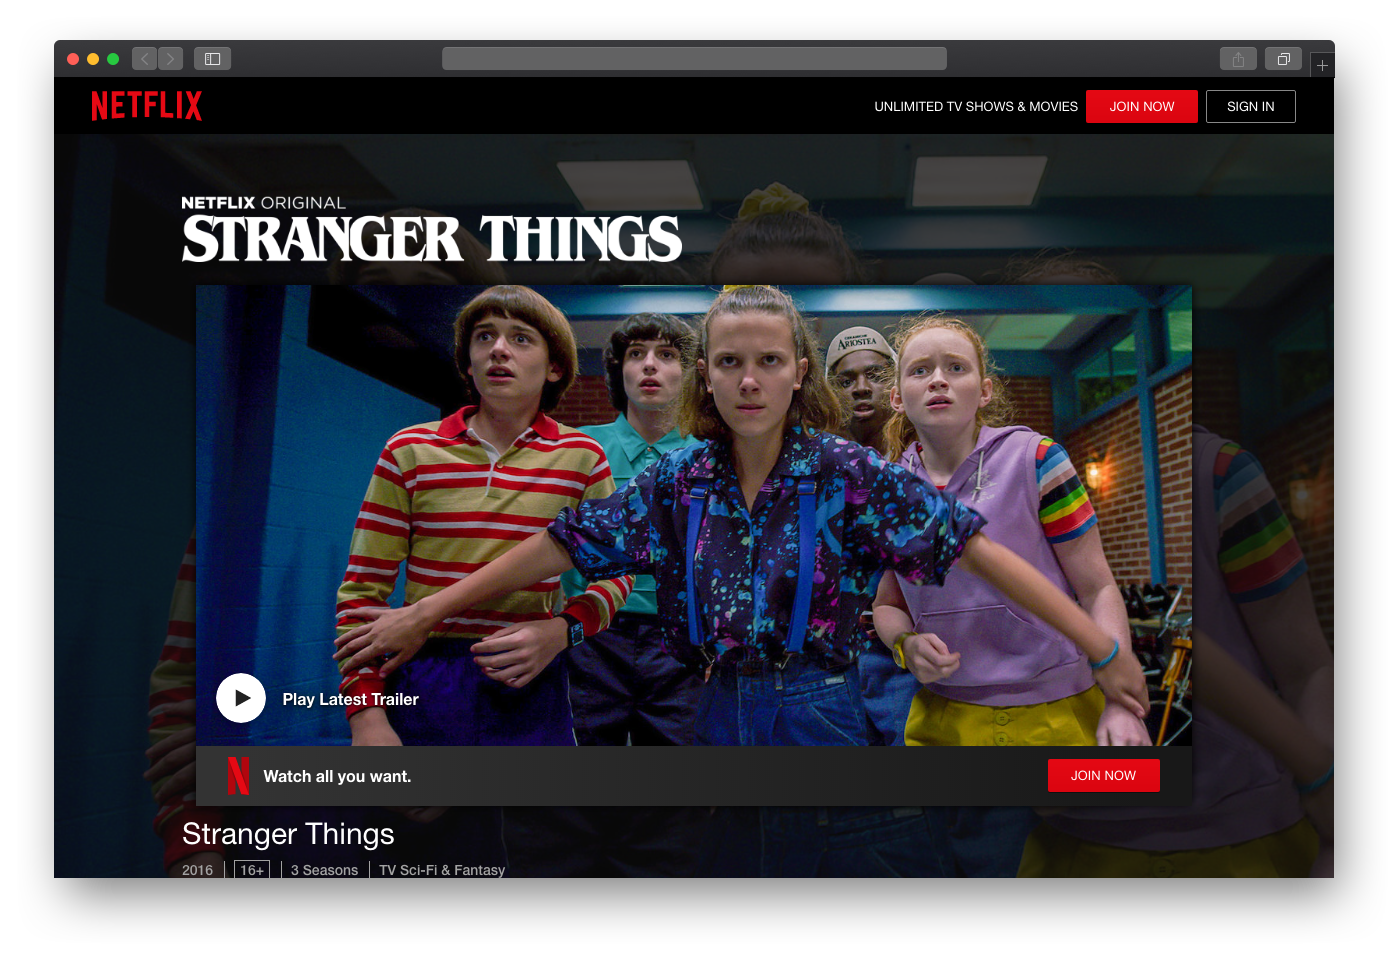 NETFLIX
UNLIMITED TV SHOWS & MOVIES
JOIN NOW
SIGN IN
NETFLIX ORIGINAL
STRANGER THINGS
ARIOSTEA
Play Latest Trailer
N
Watch all you want.
JOIN NOW
Stranger Things
2016 | 16+ | 3 Seasons | TV Sci-Fi & Fantasy